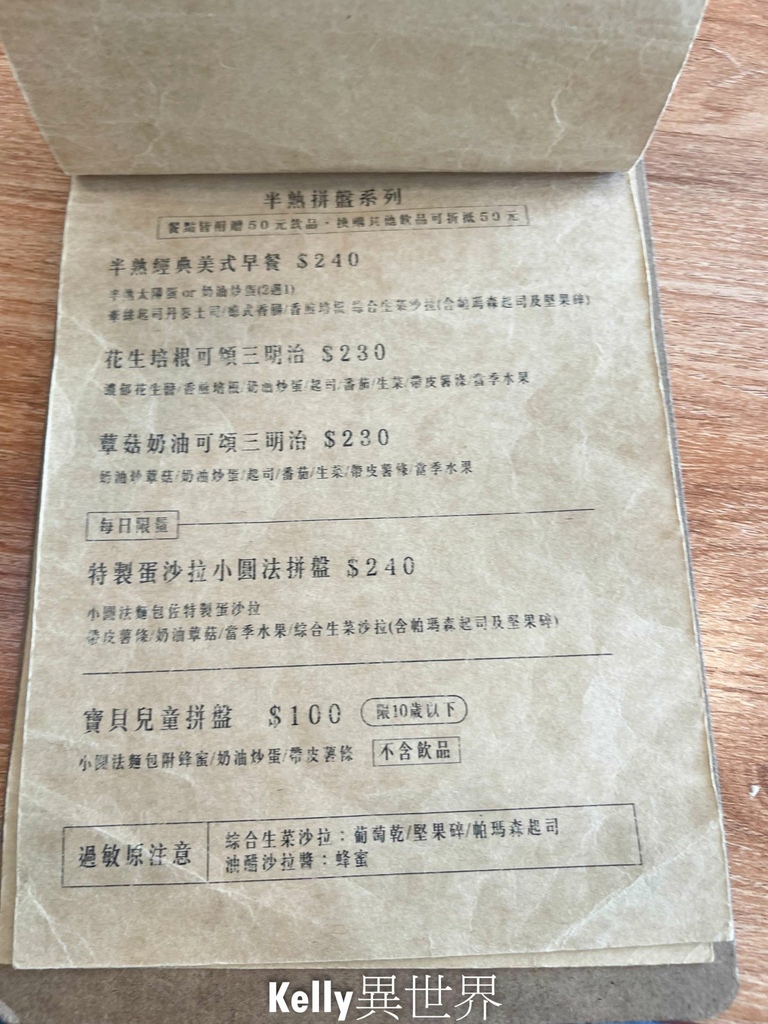 半熟拼盤系列
餐點皆附贈50元飲品，換購其他飲品可折抵50元
半熟經典美式早餐 $240
半熟太陽蛋 or 奶油炒蛋(2選1)
牽絲起司丹麥土司/德式香腸/香煎培根/綜合生菜沙拉(含帕瑪森起司及堅果碎)
花生培根可頌三明治 $230
濃郁花生醬/香煎培根/奶油炒蛋/起司/番茄/生菜/帶皮薯條/當季水果
蕈菇奶油可頌三明治 $230
奶油炒蕈菇/奶油炒蛋/起司/番茄/生菜/帶皮薯條/當季水果
每日限量
特製蛋沙拉小圓法拼盤 $240
小圓法麵包佐特製蛋沙拉
帶皮薯條/奶油蕈菇/當季水果/綜合生菜沙拉(含帕瑪森起司及堅果碎)
寶貝兒童拼盤 $100 限10歲以下
小圓法麵包附蜂蜜/奶油炒蛋/帶皮薯條 不含飲品
過敏原注意
綜合生菜沙拉：葡萄乾/堅果碎/帕瑪森起司
油醋沙拉醬：蜂蜜
Kelly異世界